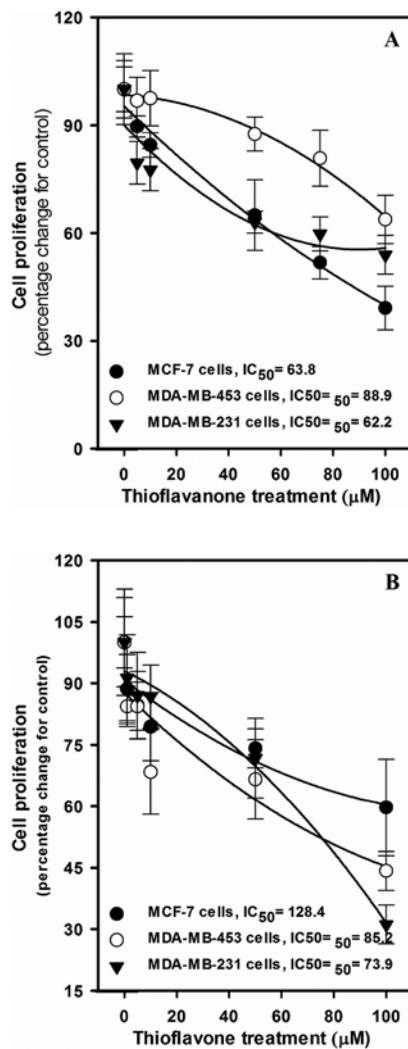 A
120
90
60
30
0
Cell proliferation
(percentage change for control)
MCF-7 cells, IC50= 63.8
MDA-MB-453 cells, IC50= 50= 88.9
MDA-MB-231 cells, IC50= 50= 62.2
0 20 40 60 80 100
Thioflavanone treatment (µM)
B
120
105
90
75
60
45
30
15
Cell proliferation
(percentage change for control)
MCF-7 cells, IC50= 128.4
MDA-MB-453 cells, IC50= 50= 85.2
MDA-MB-231 cells, IC50= 50= 73.9
0 20 40 60 80 100
Thioflavone treatment (µM)